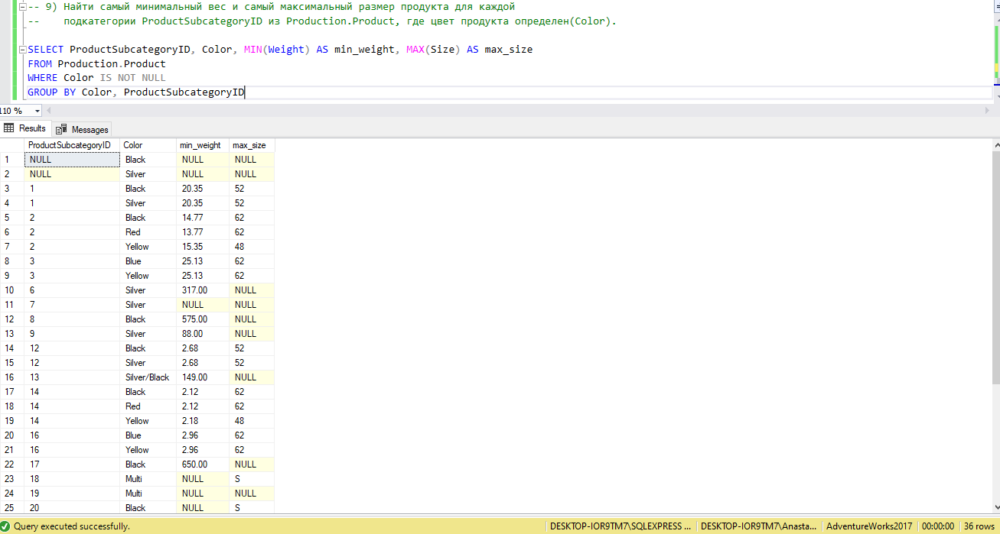 -- 9) Найти самый минимальный вес и самый максимальный размер продукта для каждой
-- подкатегории ProductSubcategoryID из Production.Product, где цвет продукта определен(Color).
SELECT ProductSubcategoryID, Color, MIN(Weight) AS min_weight, MAX(Size) AS max_size
FROM Production.Product
WHERE Color IS NOT NULL
GROUP BY Color, ProductSubcategoryID
110 %
Results Messages
ProductSubcategoryID Color min_weight max_size
1 NULL Black NULL NULL
2 NULL Silver NULL NULL
3 1 Black 20.35 52
4 1 Silver 20.35 52
5 2 Black 14.77 62
6 2 Red 13.77 62
7 2 Yellow 15.35 48
8 3 Blue 25.13 62
9 3 Yellow 25.13 62
10 6 Silver 317.00 NULL
11 7 Silver NULL NULL
12 8 Black 575.00 NULL
13 9 Silver 88.00 NULL
14 12 Black 2.68 52
15 12 Silver 2.68 52
16 13 Silver/Black 149.00 NULL
17 14 Black 2.12 62
18 14 Red 2.12 62
19 14 Yellow 2.18 48
20 16 Blue 2.96 62
21 16 Yellow 2.96 62
22 17 Black 650.00 NULL
23 18 Multi NULL S
24 19 Multi NULL NULL
25 20 Black NULL S
Query executed successfully. DESKTOP-IOR9TM7\SQLEXPRESS ... DESKTOP-IOR9TM7\Anasta... AdventureWorks2017 00:00:00 36 rows